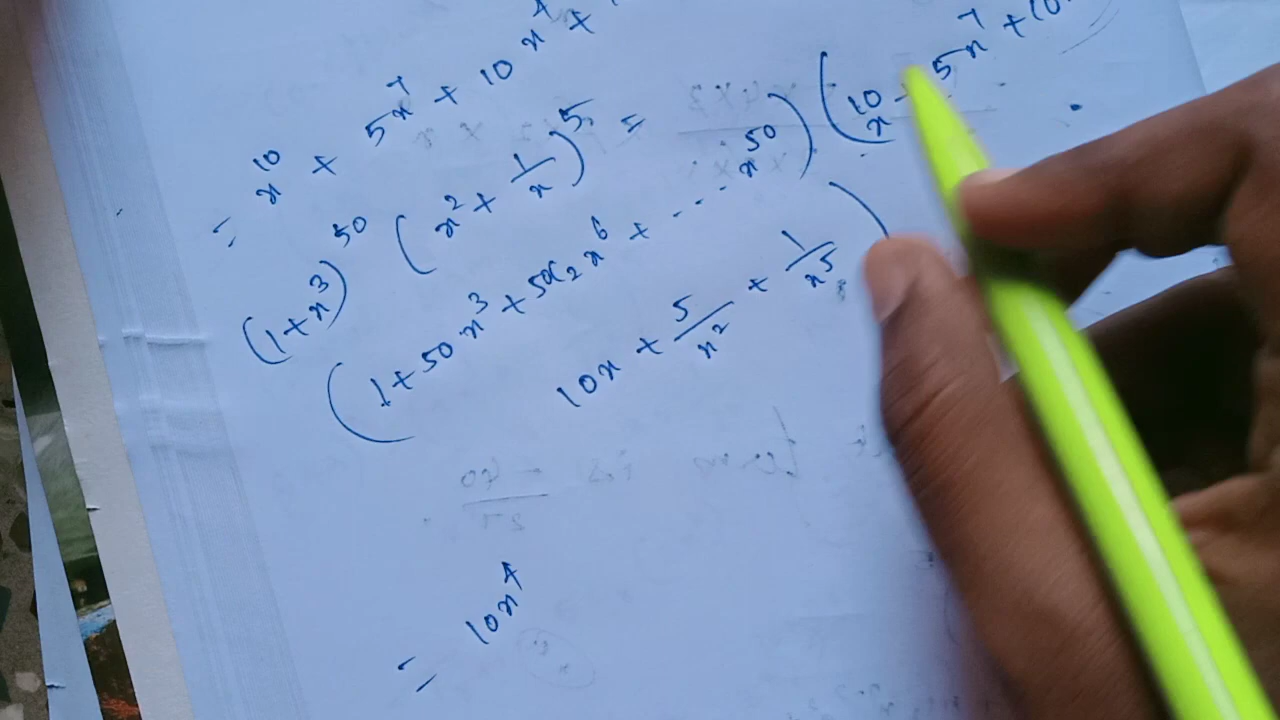 = x^10 + 5x^7 + 10x^4 +
(1+x^3)^50 (x^2 + 1/x)^5 =
(1 + 50x^3 + 50C2 x^6 + ... x^50) (x^10 + 5x^7 + 10
10x + 5/x^2 + 1/x^5)
= 10x^4